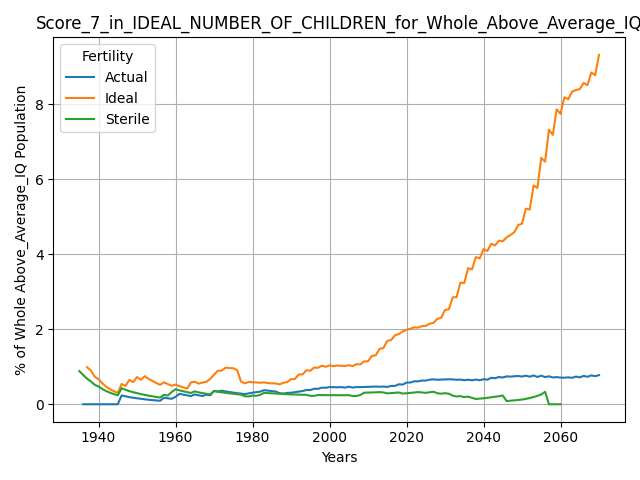 Score_7_in_IDEAL_NUMBER_OF_CHILDREN_for_Whole_Above_Average_IQ
Fertility
Actual
Ideal
Sterile
% of Whole Above_Average_IQ Population
8
6
4
2
0
1940 1960 1980 2000 2020 2040 2060
Years